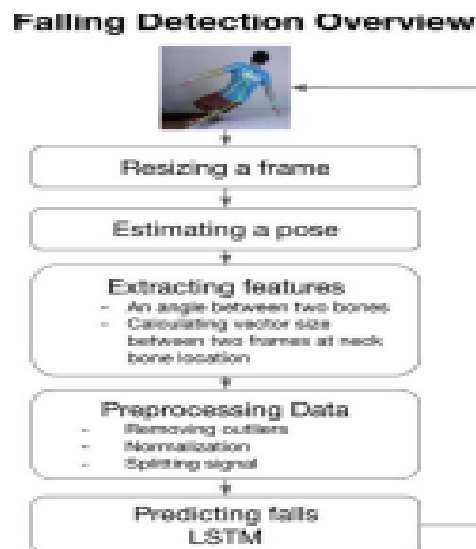 Falling Detection Overview
Resizing a frame
Estimating a pose
Extracting features
- An angle between two bones
- Calculating vector size
between two frames at neck
bone location
Preprocessing Data
- Removing outliers
- Normalization
- Splitting signal
Predicting falls
LSTM